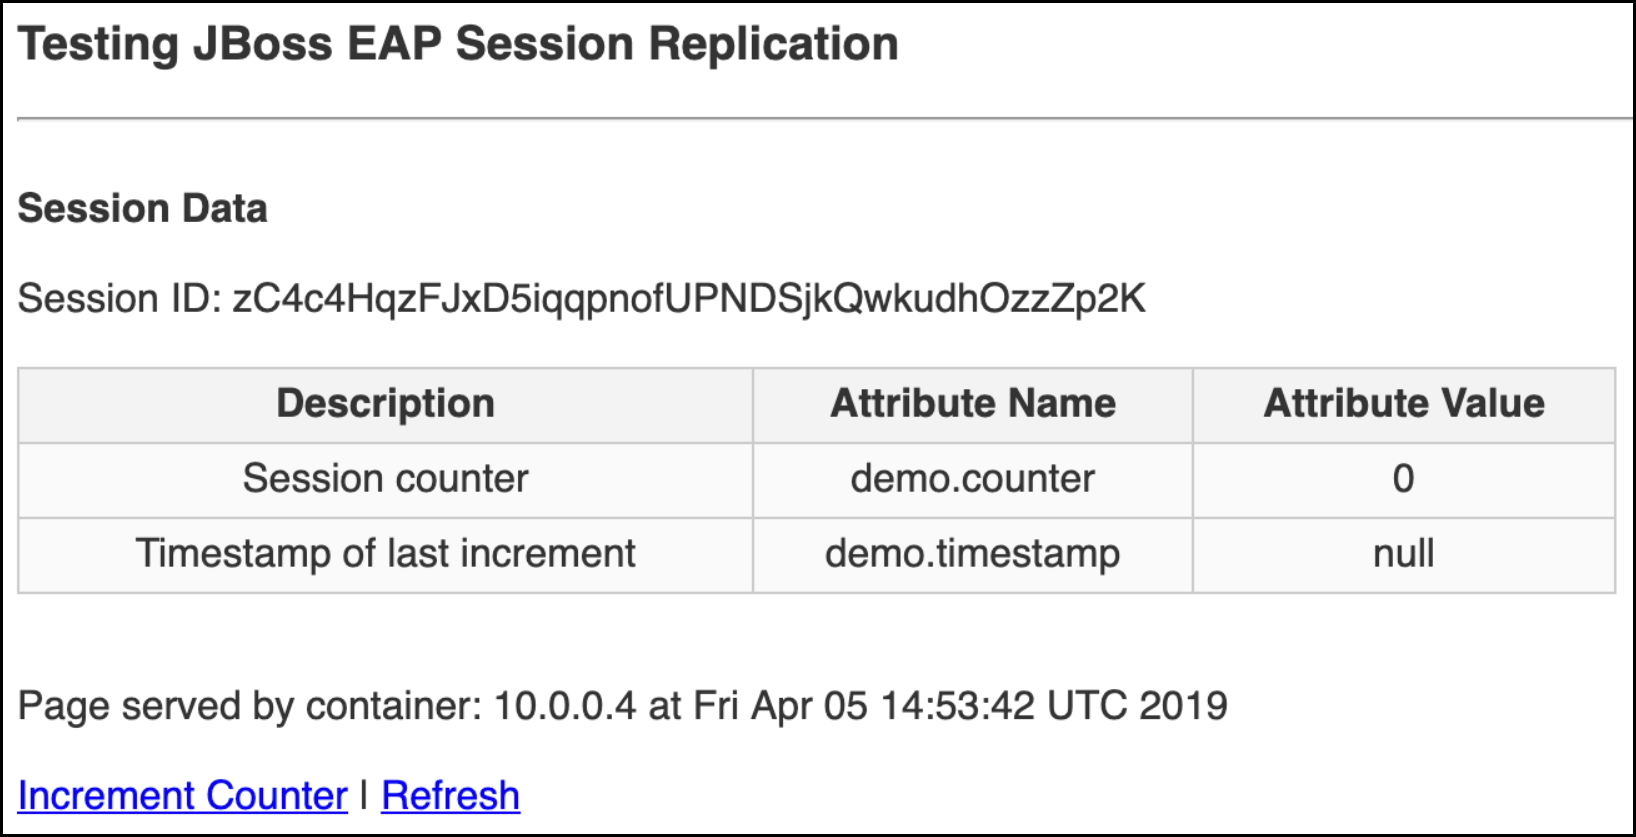 Testing JBoss EAP Session Replication
Session Data
Session ID: zC4c4HqzFJxD5iqqpnofUPNDSjkQwkudhOzzZp2K
Description Attribute Name Attribute Value
Session counter demo.counter 0
Timestamp of last increment demo.timestamp null
Page served by container: 10.0.0.4 at Fri Apr 05 14:53:42 UTC 2019
Increment Counter | Refresh